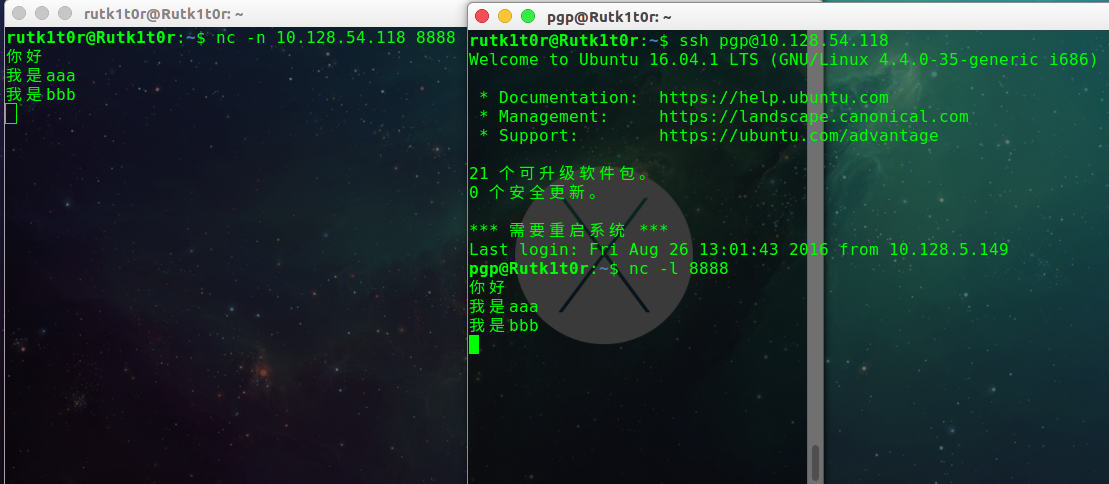 rutk1t0r@Rutk1t0r: ~
rutk1t0r@Rutk1t0r:~$ nc -n 10.128.54.118 8888
你好
我是aaa
我是bbb
pgp@Rutk1t0r: ~
rutk1t0r@Rutk1t0r:~$ ssh pgp@10.128.54.118
Welcome to Ubuntu 16.04.1 LTS (GNU/Linux 4.4.0-35-generic i686)
* Documentation:  https://help.ubuntu.com
* Management:     https://landscape.canonical.com
* Support:        https://ubuntu.com/advantage
21 个可升级软件包。
0 个安全更新。
*** 需要重启系统 ***
Last login: Fri Aug 26 13:01:43 2016 from 10.128.5.149
pgp@Rutk1t0r:~$ nc -l 8888
你好
我是aaa
我是bbb